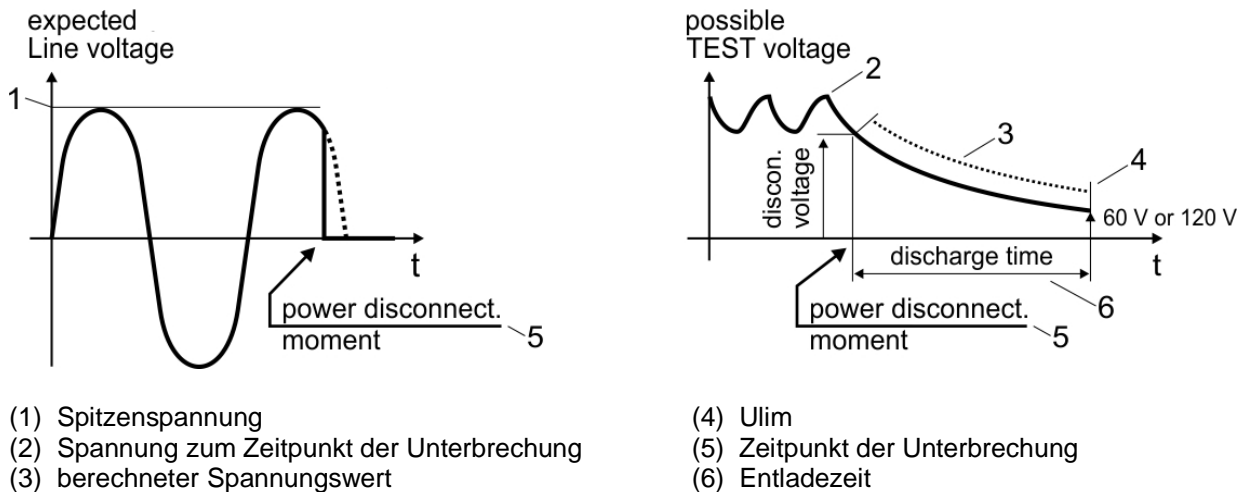 expected
Line voltage
1
t
power disconnect.
moment
5
possible
TEST voltage
2
3
4
discon.
voltage
60 V or 120 V
discharge time
t
6
power disconnect.
moment
5
(1) Spitzenspannung
(2) Spannung zum Zeitpunkt der Unterbrechung
(3) berechneter Spannungswert
(4) Ulim
(5) Zeitpunkt der Unterbrechung
(6) Entladezeit